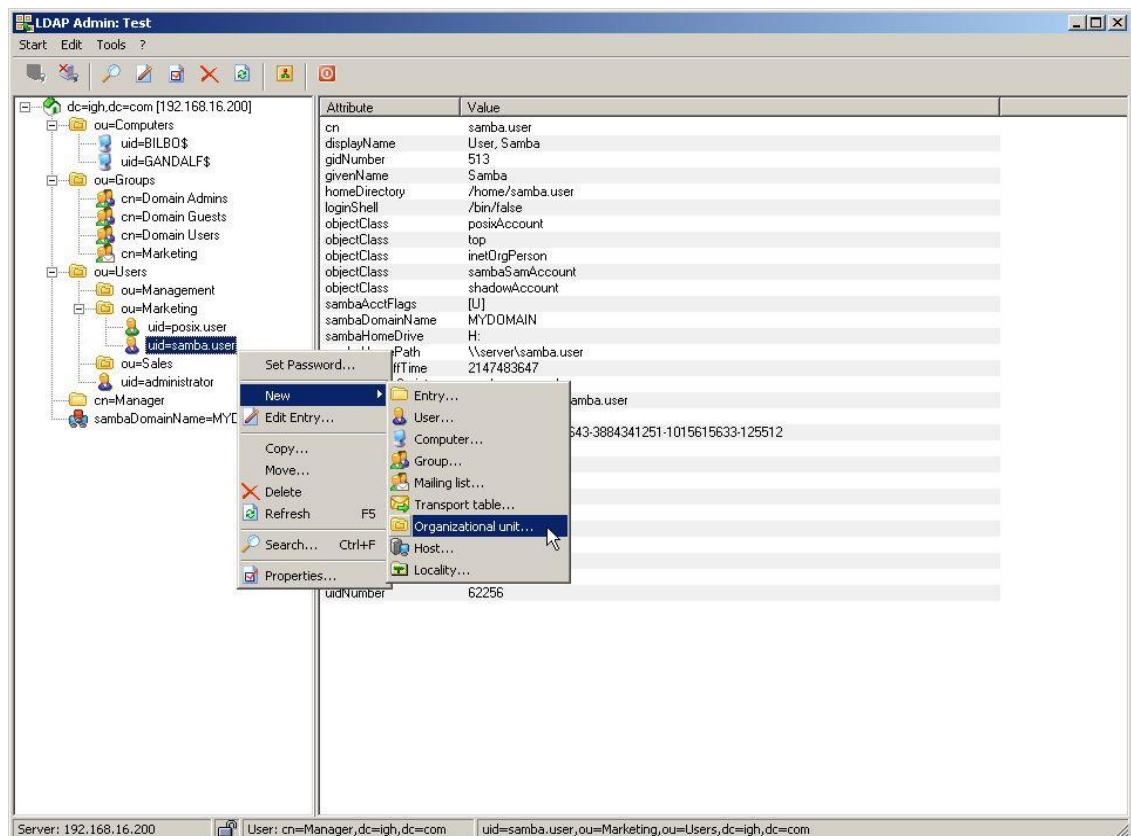 LDAP Admin: Test
Start Edit Tools ?
dc=igh,dc=com [192.168.16.200]
ou=Computers
uid=BILBO$
uid=GANDALF$
ou=Groups
cn=Domain Admins
cn=Domain Guests
cn=Domain Users
cn=Marketing
ou=Users
ou=Management
ou=Marketing
uid=posix.user
uid=samba.user
ou=Sales
uid=administrator
cn=Manager
sambaDomainName=MYD
Attribute Value
cn samba.user
displayName User, Samba
gidNumber 513
givenName Samba
homeDirectory /home/samba.user
loginShell /bin/false
objectClass posixAccount
objectClass top
objectClass inetOrgPerson
objectClass sambaSamAccount
objectClass shadowAccount
sambaAcctFlags [U]
sambaDomainName MYDOMAIN
sambaHomeDrive H:
Path \\server\samba.user
ffTime 2147483647
amba.user
643-3884341251-1015615633-125512
uidNumber 62256
Set Password...
New
Edit Entry...
Copy...
Move...
Delete
Refresh F5
Search... Ctrl+F
Properties...
Entry...
User...
Computer...
Group...
Mailing list...
Transport table...
Organizational unit...
Host...
Locality...
Server: 192.168.16.200 User: cn=Manager,dc=igh,dc=com uid=samba.user,ou=Marketing,ou=Users,dc=igh,dc=com